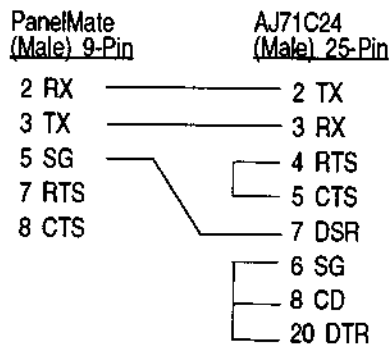 PanelMate AJ71C24
(Male) 9-Pin (Male) 25-Pin
2 RX 2 TX
3 TX 3 RX
5 SG 4 RTS
7 RTS 5 CTS
8 CTS 7 DSR
6 SG
8 CD
20 DTR